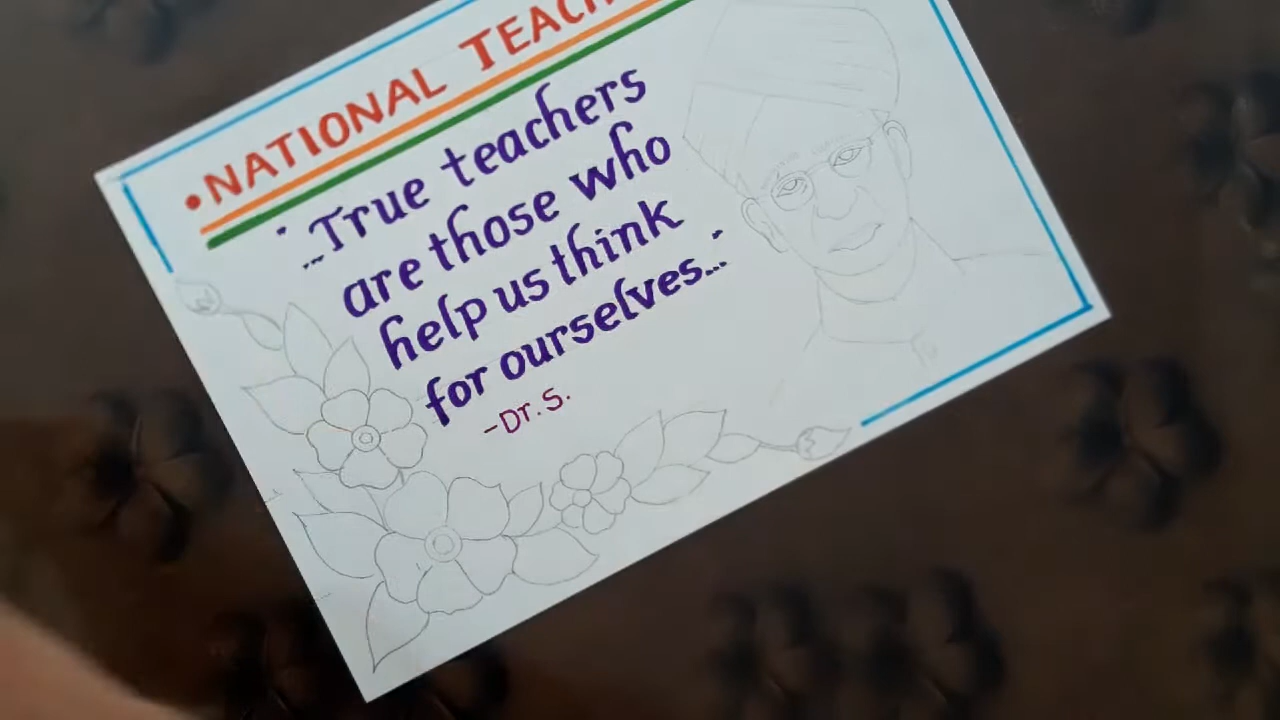 • NATIONAL TEACH
"...True teachers
are those who
help us think
for ourselves..."
-Dr. S.